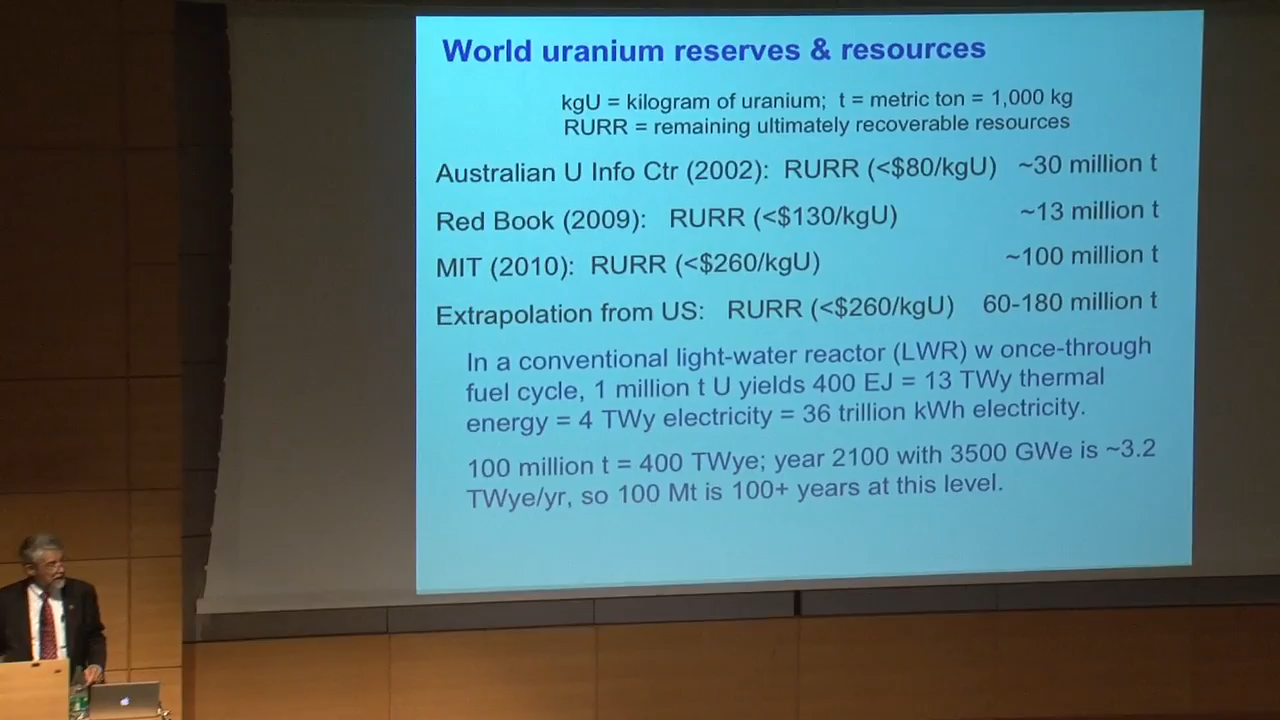 World uranium reserves & resources
kgU = kilogram of uranium; t = metric ton = 1,000 kg
RURR = remaining ultimately recoverable resources
Australian U Info Ctr (2002): RURR (<$80/kgU) ~30 million t
Red Book (2009): RURR (<$130/kgU) ~13 million t
MIT (2010): RURR (<$260/kgU) ~100 million t
Extrapolation from US: RURR (<$260/kgU) 60-180 million t
In a conventional light-water reactor (LWR) w once-through
fuel cycle, 1 million t U yields 400 EJ = 13 TWy thermal
energy = 4 TWy electricity = 36 trillion kWh electricity.
100 million t = 400 TWye; year 2100 with 3500 GWe is ~3.2
TWye/yr, so 100 Mt is 100+ years at this level.